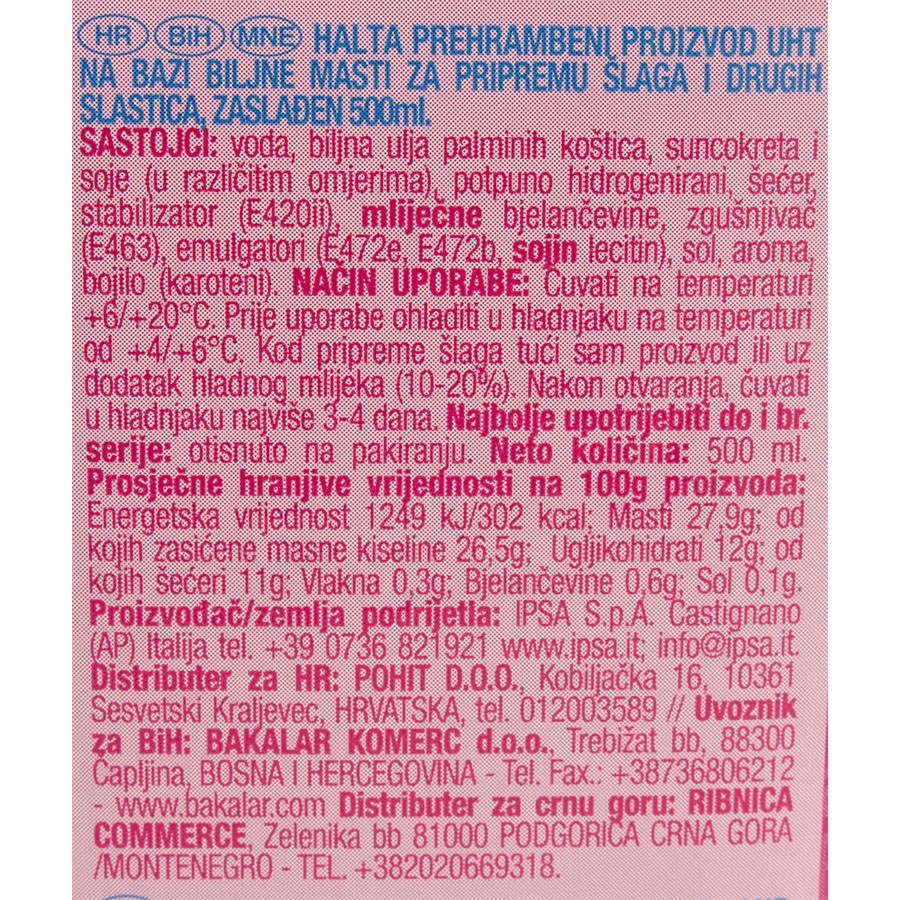 HR BiH MNE HALTA PREHRAMBENI PROIZVOD UHT
NA BAZI BILJNE MASTI ZA PRIPREMU ŠLAGA I DRUGIH
SLASTICA, ZASLAĐEN 500ml.
SASTOJCI: voda, biljna ulja palminih koštica, suncokreta i
soje (u različitim omjerima), potpuno hidrogenirani, šećer,
stabilizator (E420ii), mliječne bjelančevine, zgušnjivač
(E463), emulgatori (E472e, E472b, sojin lecitin), sol, aroma,
bojilo (karoteni). NAČIN UPORABE: Čuvati na temperaturi
+6/+20°C. Prije uporabe ohladiti u hladnjaku na temperaturi
od +4/+6°C. Kod pripreme šlaga tući sam proizvod ili uz
dodatak hladnog mlijeka (10-20%). Nakon otvaranja, čuvati
u hladnjaku najviše 3-4 dana. Najbolje upotrijebiti do i br.
serije: otisnuto na pakiranju. Neto količina: 500 ml.
Prosječne hranjive vrijednosti na 100g proizvoda:
Energetska vrijednost 1249 kJ/302 kcal; Masti 27,9g; od
kojih zasićene masne kiseline 26,5g; Ugljikohidrati 12g; od
kojih šećeri 11g; Vlakna 0,3g; Bjelančevine 0,6g; Sol 0,1g.
Proizvođač/zemlja podrijetla: IPSA S.p.A. Castignano
(AP) Italija tel. +39 0736 821921 www.ipsa.it; info@ipsa.it.
Distributer za HR: POHIT D.O.O., Kobiljačka 16, 10361
Sesvetski Kraljevec, HRVATSKA, tel. 012003589 // Uvoznik
za BiH: BAKALAR KOMERC d.o.o., Trebižat bb, 88300
Čapljina, BOSNA I HERCEGOVINA - Tel. Fax.: +38736806212
- www.bakalar.com Distributer za crnu goru: RIBNICA
COMMERCE, Zelenika bb 81000 PODGORICA CRNA GORA
/MONTENEGRO - TEL. +382020669318.